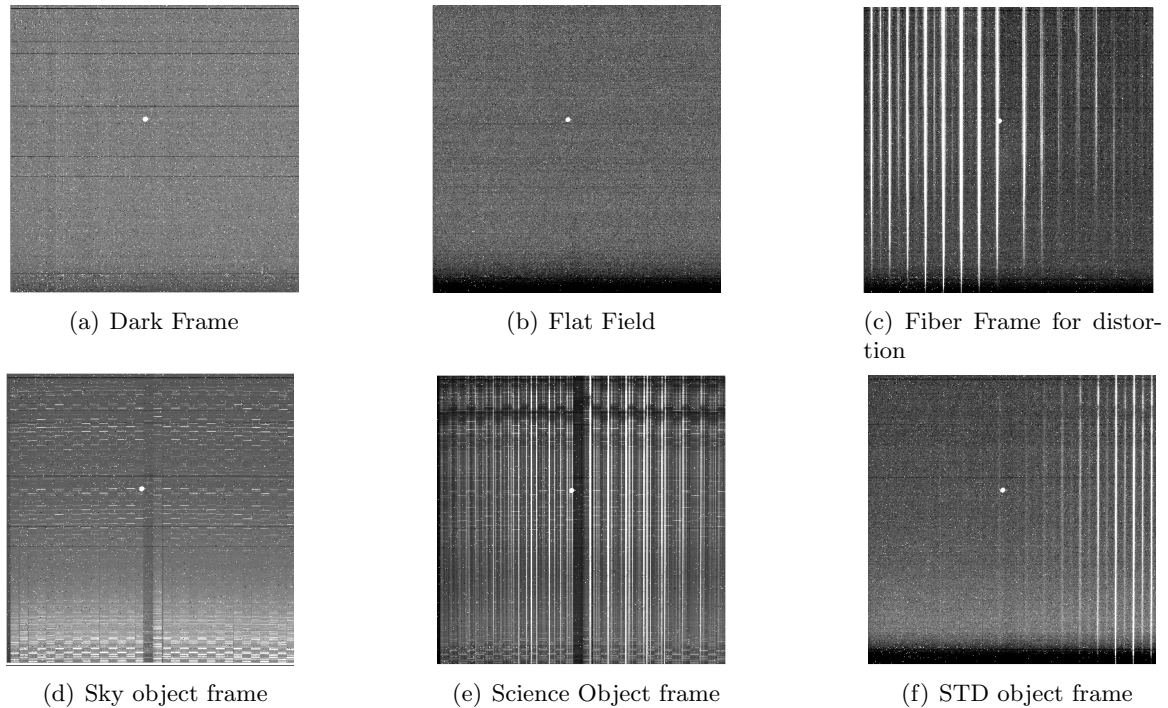 (a) Dark Frame
(b) Flat Field
(c) Fiber Frame for distor-
tion
(d) Sky object frame
(e) Science Object frame
(f) STD object frame